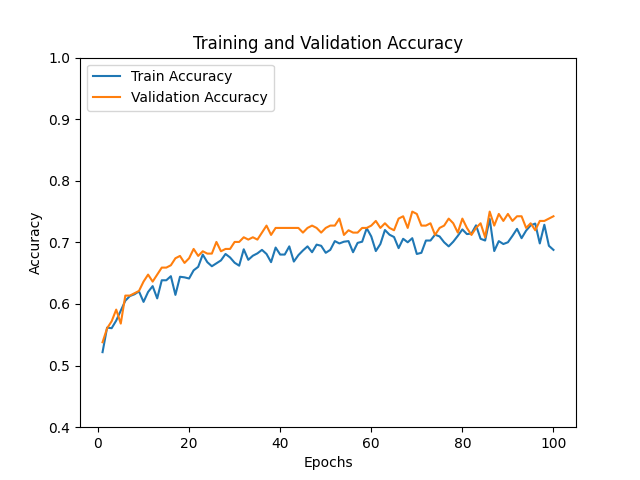 Training and Validation Accuracy
Train Accuracy
Validation Accuracy
1.0
0.9
0.8
0.7
0.6
0.5
0.4
Accuracy
0 20 40 60 80 100
Epochs